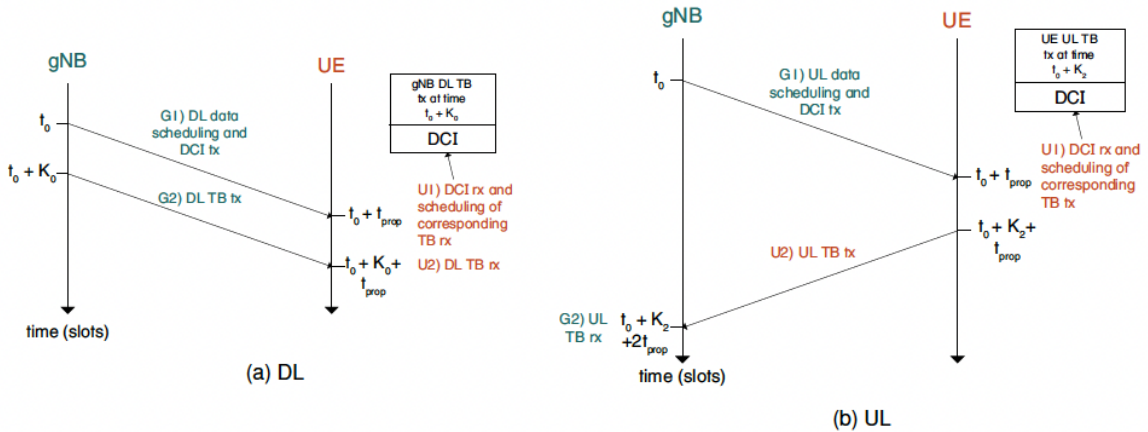 gNB
UE
gNB DL TB
tx at time
t₀ + K₀
DCI
G1) DL data
scheduling and
DCI tx
t₀
t₀ + K₀
G2) DL TB tx
t₀ + tprop
U1) DCI rx and
scheduling of
corresponding
TB rx
t₀ + K₀ +
tprop
U2) DL TB rx
time (slots)
(a) DL
gNB
UE
UE UL TB
tx at time
t₀ + K₂
DCI
t₀
G1) UL data
scheduling and
DCI tx
t₀ + tprop
U1) DCI rx and
scheduling of
corresponding
TB tx
t₀ + K₂ +
tprop
U2) UL TB tx
G2) UL
TB rx
t₀ + K₂
+2tprop
time (slots)
(b) UL